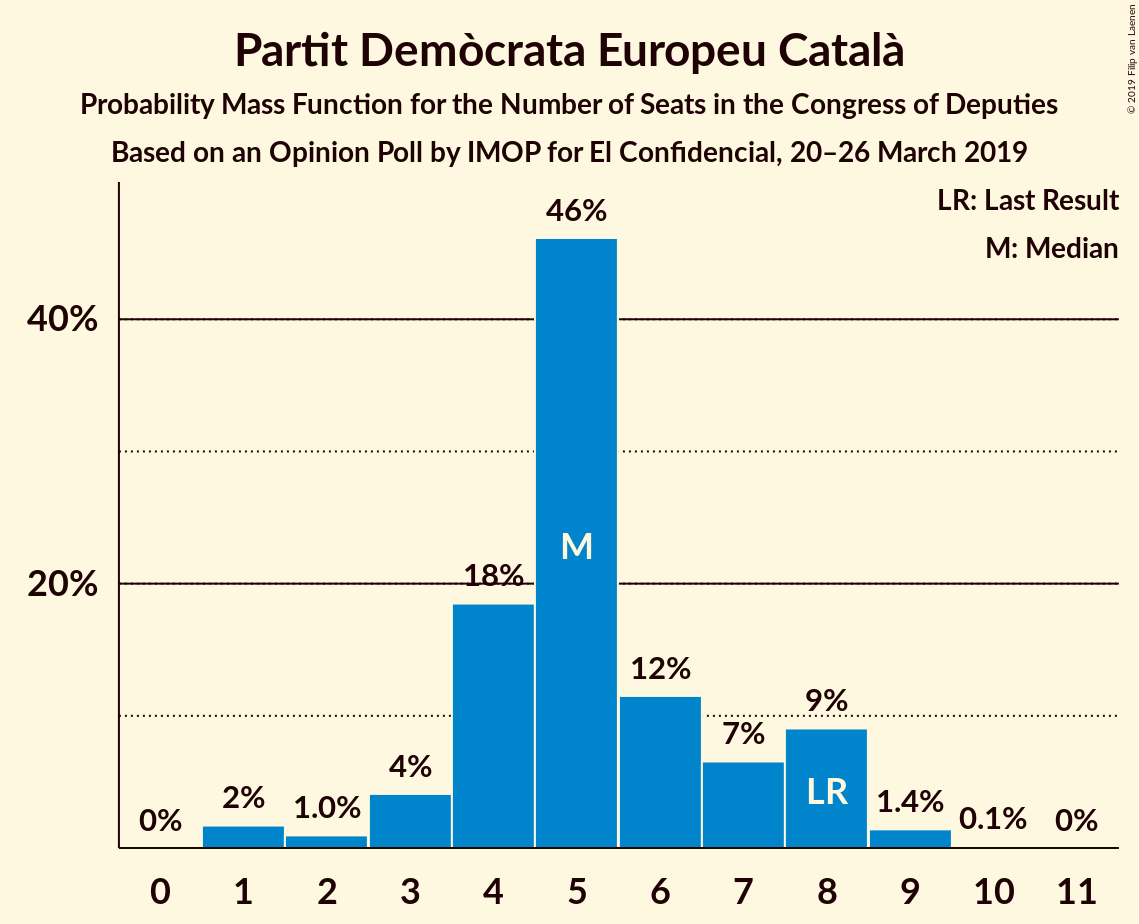 Partit Demòcrata Europeu Català
Probability Mass Function for the Number of Seats in the Congress of Deputies
Based on an Opinion Poll by IMOP for El Confidencial, 20–26 March 2019
© 2019 Filip van Laenen
LR: Last Result
M: Median
40%
20%
0%
2%
1.0%
4%
18%
46%
12%
7%
9%
1.4%
0.1%
0%
M
LR
0 1 2 3 4 5 6 7 8 9 10 11